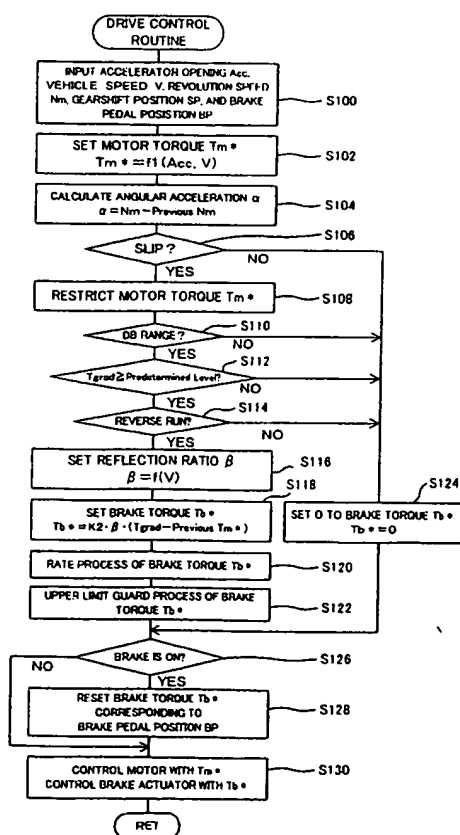 DRIVE CONTROL
ROUTINE
INPUT ACCELERATOR OPENING Acc,
VEHICLE SPEED V, REVOLUTION SPEED
Nm, GEARSHIFT POSITION SP, AND BRAKE
PEDAL POSISTION BP
S100
SET MOTOR TORQUE Tm*
Tm* = f1(Acc, V)
S102
CALCULATE ANGULAR ACCELERATION α
α = Nm - Previous Nm
S104
SLIP?
S106
NO
YES
RESTRICT MOTOR TORQUE Tm*
S108
DB RANGE?
S110
NO
YES
Tgrad ≧ Predetermined Level?
S112
NO
YES
REVERSE RUN?
S114
NO
YES
SET REFLECTION RATIO β
β = f(V)
S116
SET BRAKE TORQUE Tb*
Tb* = K2・β・(Tgrad - Previous Tm*)
S118
SET 0 TO BRAKE TORQUE Tb*
Tb* = 0
S124
RATE PROCESS OF BRAKE TORQUE Tb*
S120
UPPER LIMIT GUARD PROCESS OF BRAKE
TORQUE Tb*
S122
BRAKE IS ON?
S126
NO
YES
RESET BRAKE TORQUE Tb*
CORRESPONDING TO
BRAKE PEDAL POSITION BP
S128
CONTROL MOTOR WITH Tm*
CONTROL BRAKE ACTUATOR WITH Tb*
S130
RET